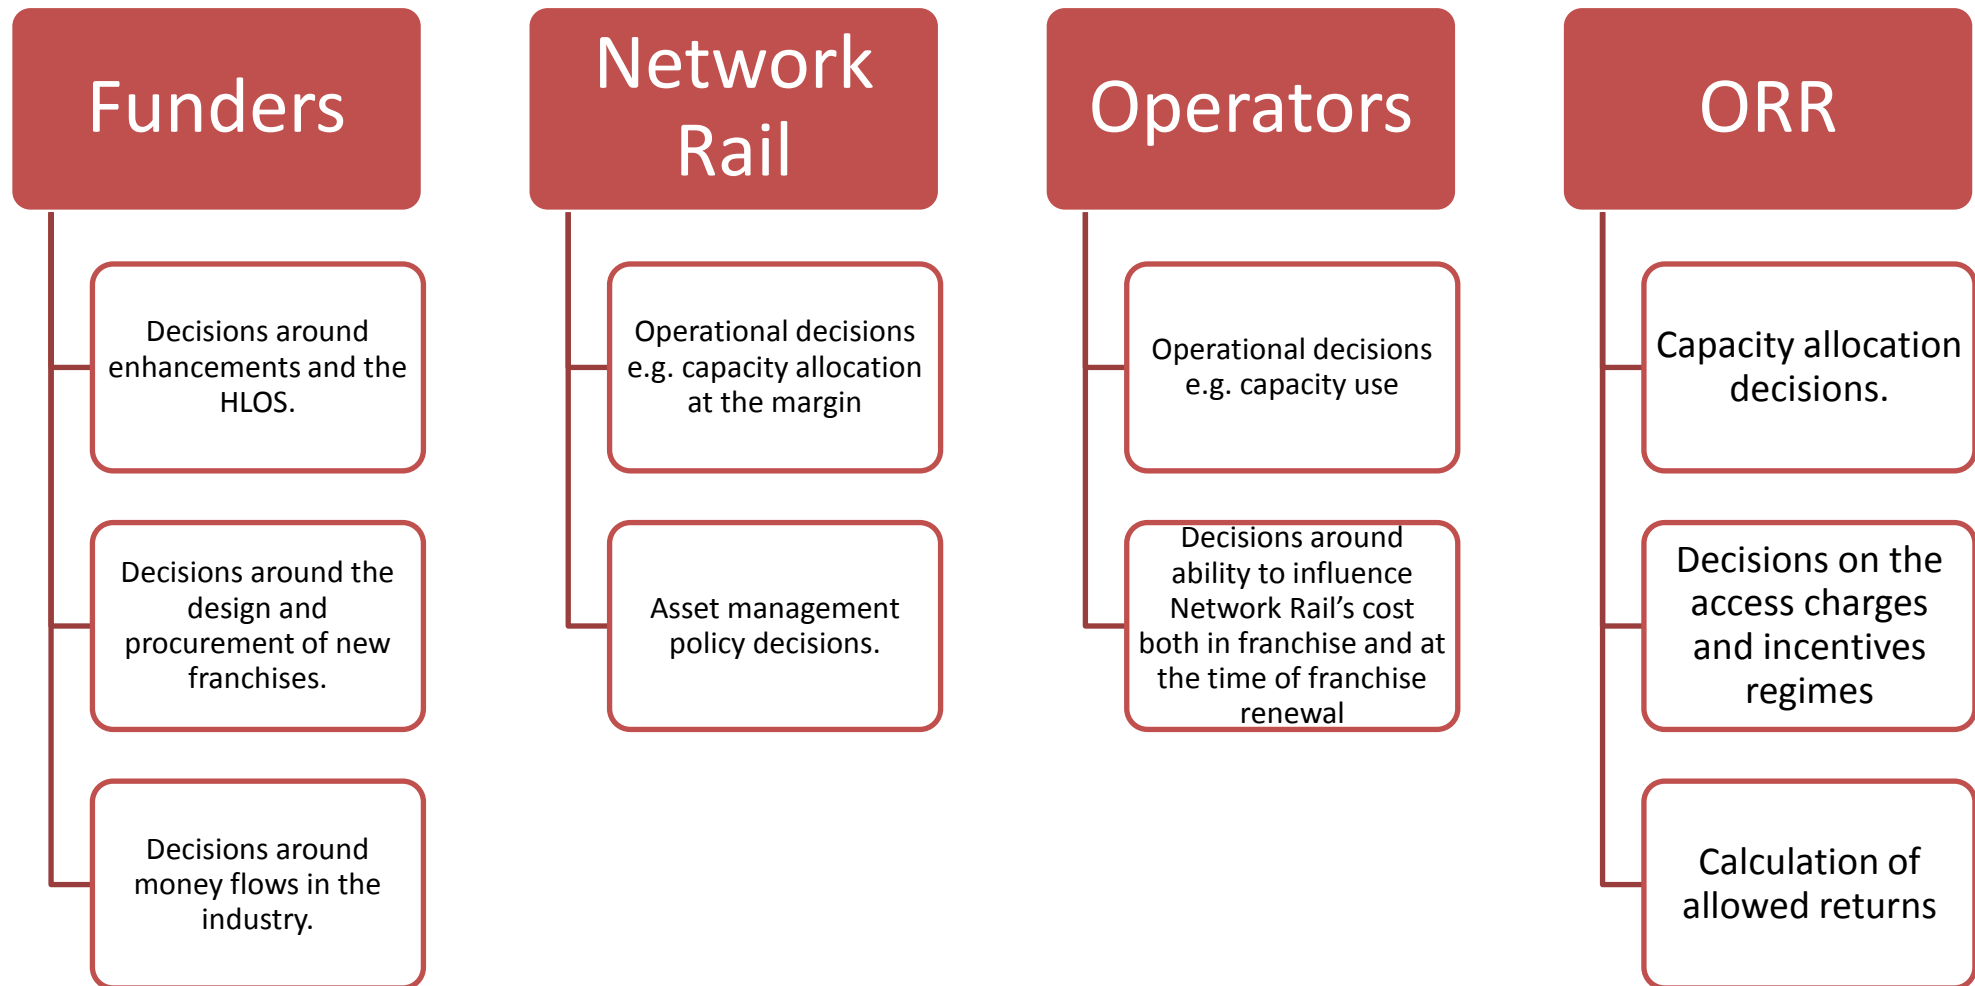 Funders
Decisions around
enhancements and the
HLOS.
Decisions around the
design and
procurement of new
franchises.
Decisions around
money flows in the
industry.
Network
Rail
Operational decisions
e.g. capacity allocation
at the margin
Asset management
policy decisions.
Operators
Operational decisions
e.g. capacity use
Decisions around
ability to influence
Network Rail’s cost
both in franchise and at
the time of franchise
renewal
ORR
Capacity allocation
decisions.
Decisions on the
access charges
and incentives
regimes
Calculation of
allowed returns